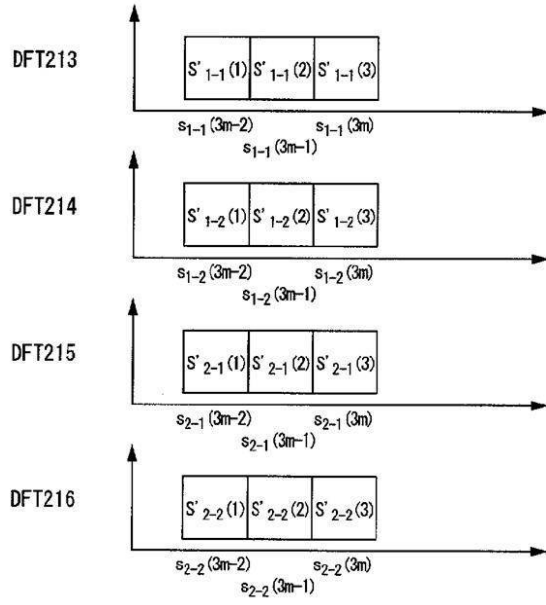 DFT213
S'1-1(1) S'1-1(2) S'1-1(3)
s1-1(3m-2) s1-1(3m)
s1-1(3m-1)
DFT214
S'1-2(1) S'1-2(2) S'1-2(3)
s1-2(3m-2) s1-2(3m)
s1-2(3m-1)
DFT215
S'2-1(1) S'2-1(2) S'2-1(3)
s2-1(3m-2) s2-1(3m)
s2-1(3m-1)
DFT216
S'2-2(1) S'2-2(2) S'2-2(3)
s2-2(3m-2) s2-2(3m)
s2-2(3m-1)